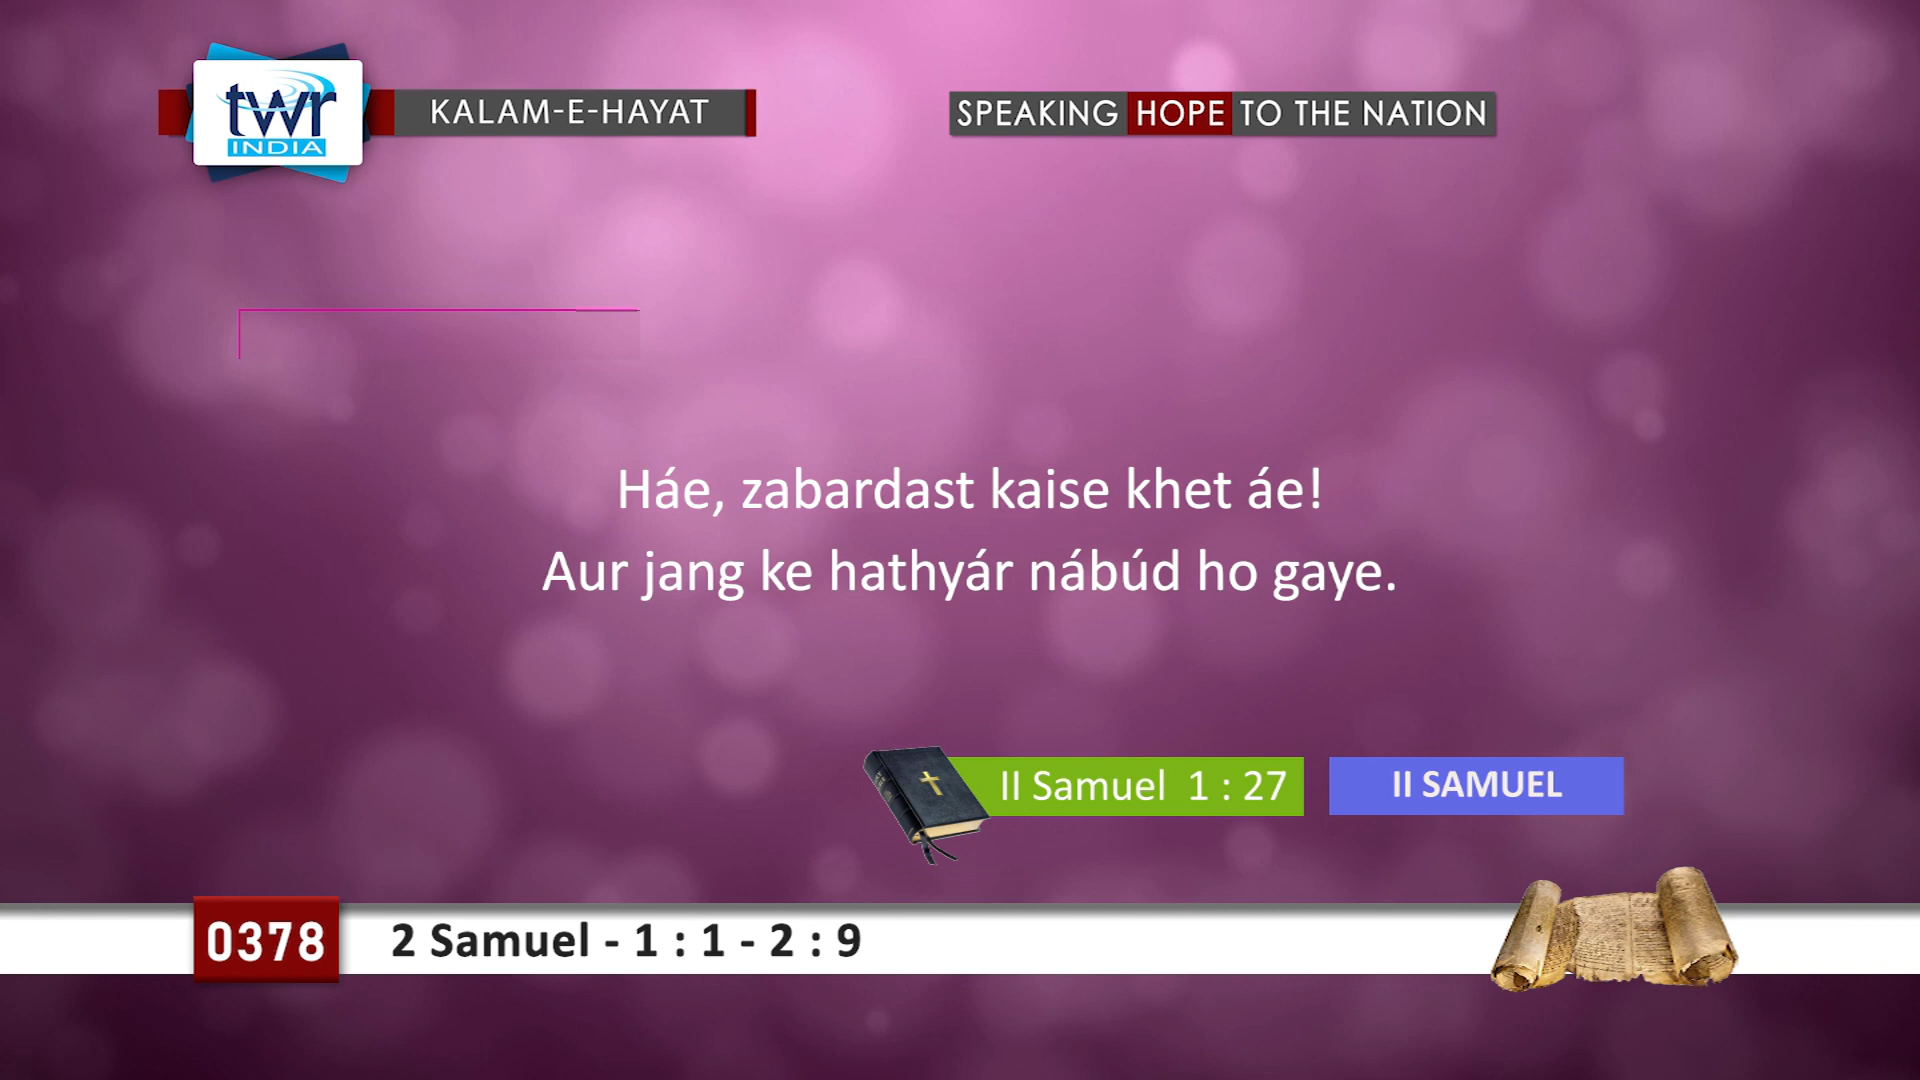 twr
INDIA
KALAM-E-HAYAT
SPEAKING HOPE TO THE NATION
Háe, zabardast kaise khet áe!
Aur jang ke hathyár nábúd ho gaye.
II Samuel 1 : 27
II SAMUEL
0378
2 Samuel - 1 : 1 - 2 : 9